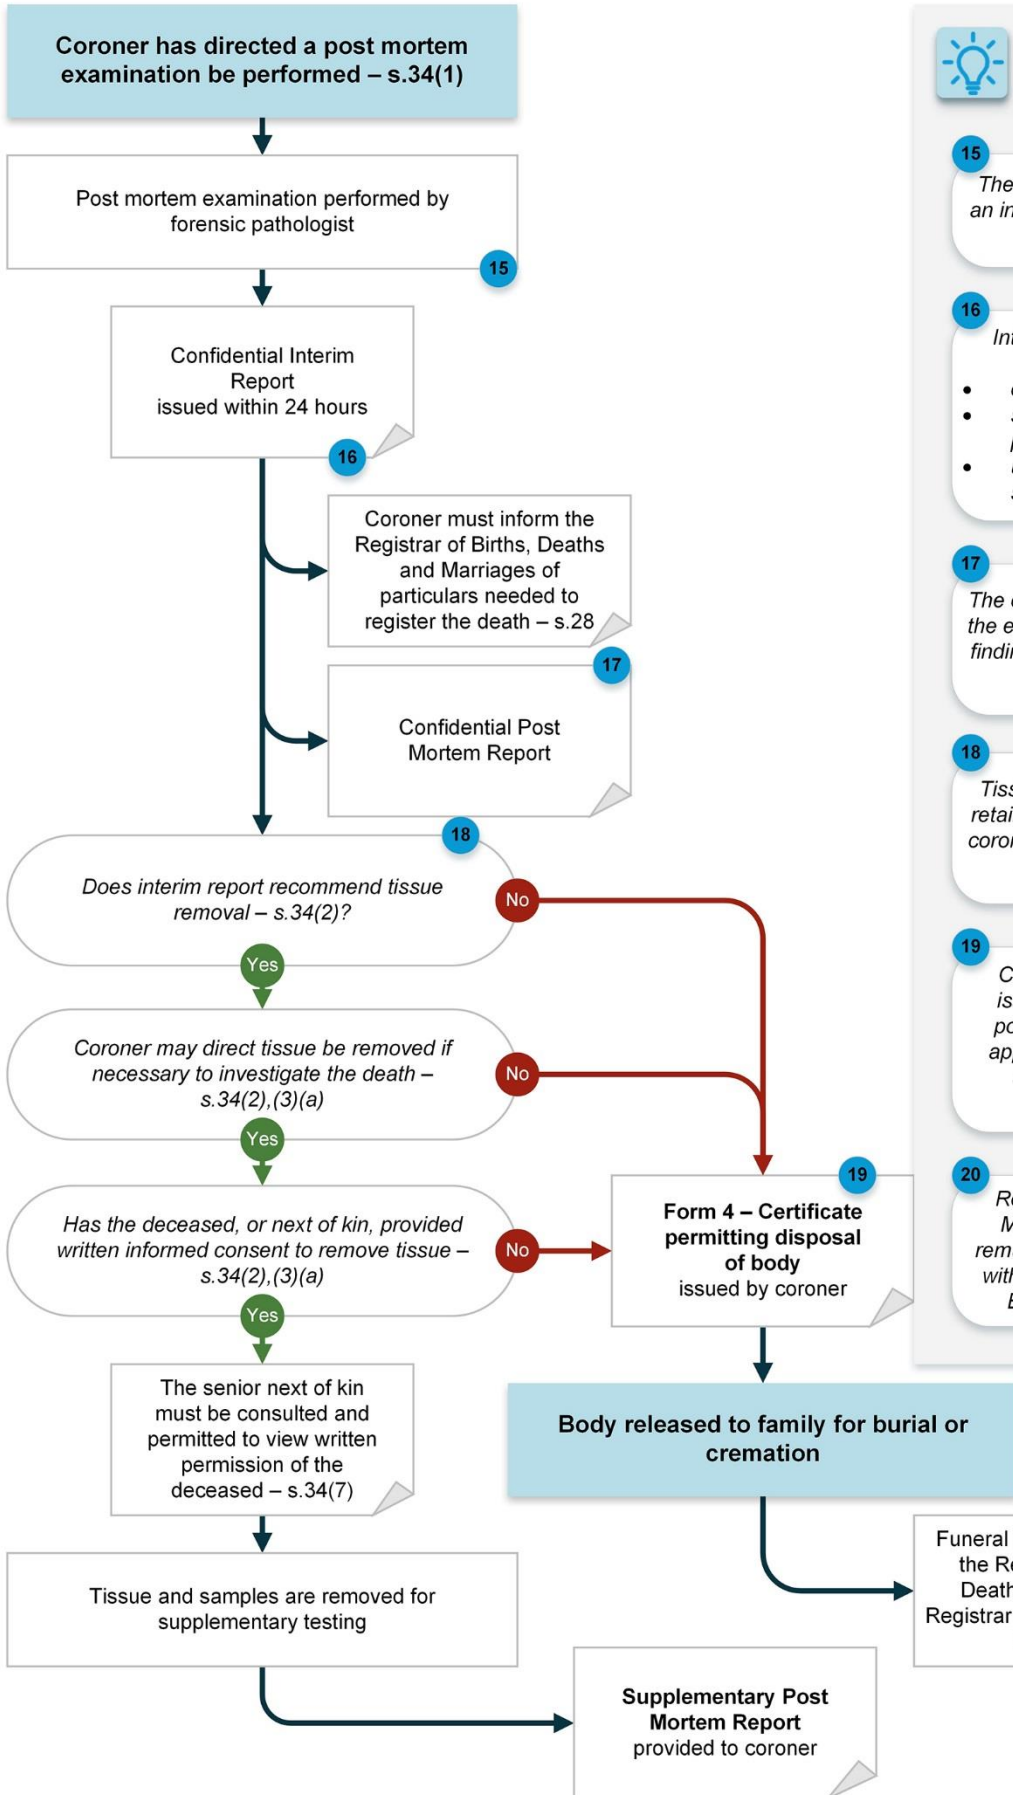 Coroner has directed a post mortem
examination be performed – s.34(1)
Post mortem examination performed by
forensic pathologist
15
Confidential Interim
Report
issued within 24 hours
16
Coroner must inform the
Registrar of Births, Deaths
and Marriages of
particulars needed to
register the death – s.28
17
Confidential Post
Mortem Report
18
Does interim report recommend tissue
removal – s.34(2)?
No
Yes
Coroner may direct tissue be removed if
necessary to investigate the death –
s.34(2),(3)(a)
No
Yes
Has the deceased, or next of kin, provided
written informed consent to remove tissue –
s.34(2),(3)(a)
No
Yes
19
Form 4 – Certificate
permitting disposal
of body
issued by coroner
The senior next of kin
must be consulted and
permitted to view written
permission of the
deceased – s.34(7)
Body released to family for burial or
cremation
Tissue and samples are removed for
supplementary testing
Funeral
the
Death
Registrar
Supplementary Post
Mortem Report
provided to coroner
15
The
an
16
17
The
the
18
coron
19
is
20
with